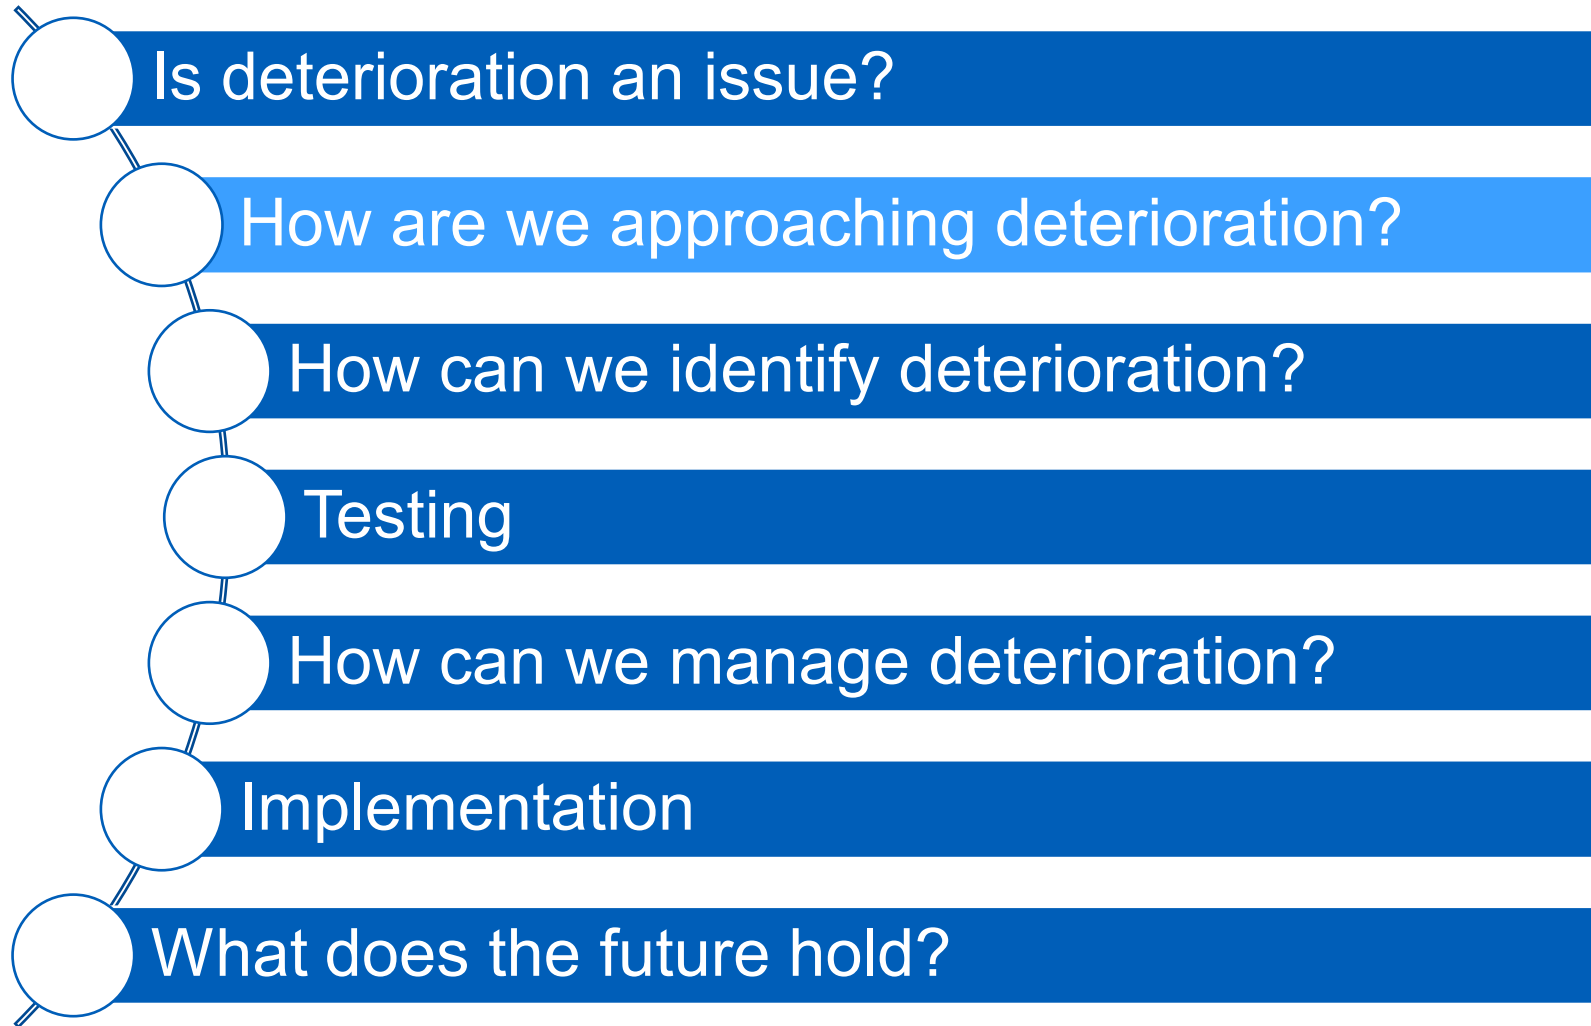 Is deterioration an issue?
How are we approaching deterioration?
How can we identify deterioration?
Testing
How can we manage deterioration?
Implementation
What does the future hold?